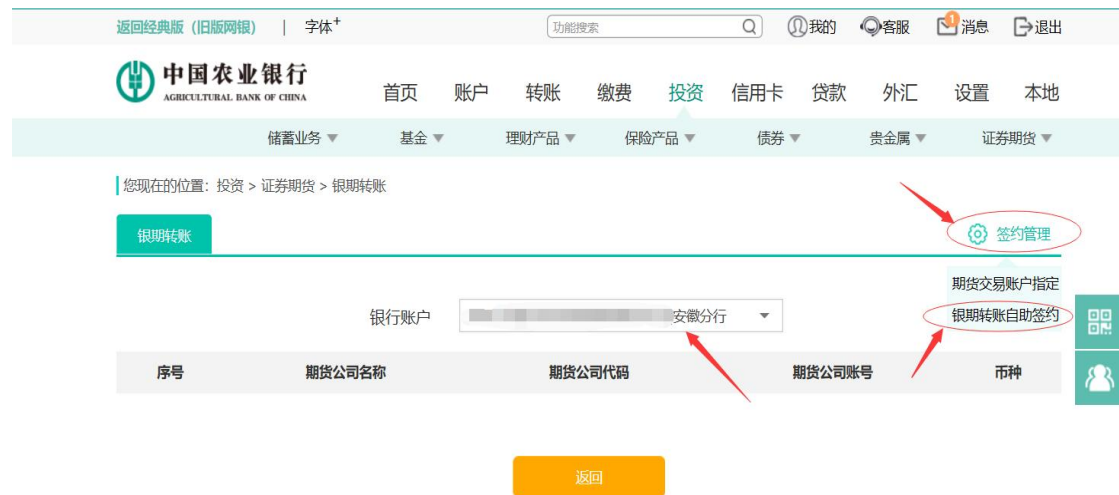 返回经典版（旧版网银） | 字体+ 功能搜索 我的 客服 1 消息 退出
中国农业银行
AGRICULTURAL BANK OF CHINA
首页 账户 转账 缴费 投资 信用卡 贷款 外汇 设置 本地
储蓄业务 基金 理财产品 保险产品 债券 贵金属 证券期货
您现在的位置：投资 > 证券期货 > 银期转账
银期转账 签约管理
期货交易账户指定
银期转账自助签约
银行账户 安徽分行
序号 期货公司名称 期货公司代码 期货公司账号 币种
返回